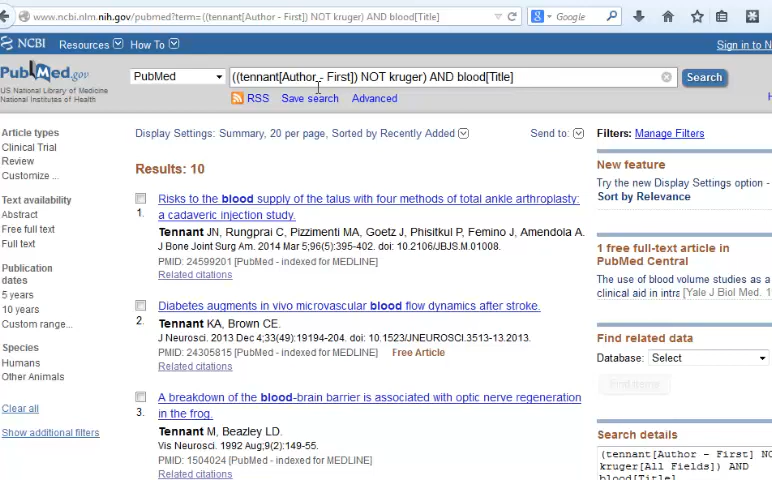 www.ncbi.nlm.nih.gov/pubmed?term=((tennant[Author - First]) NOT kruger) AND blood[Title]
Google
NCBI Resources How To Sign in to N
PubMed.gov
US National Library of Medicine
National Institutes of Health
PubMed
((tennant[Author - First]) NOT kruger) AND blood[Title]
Search
RSS Save search Advanced
H
Article types
Clinical Trial
Review
Customize ...
Text availability
Abstract
Free full text
Full text
Publication
dates
5 years
10 years
Custom range...
Species
Humans
Other Animals
Clear all
Show additional filters
Display Settings: Summary, 20 per page, Sorted by Recently Added
Send to:
Results: 10
1.
Risks to the blood supply of the talus with four methods of total ankle arthroplasty:
a cadaveric injection study.
Tennant JN, Rungprai C, Pizzimenti MA, Goetz J, Phisitkul P, Femino J, Amendola A.
J Bone Joint Surg Am. 2014 Mar 5;96(5):395-402. doi: 10.2106/JBJS.M.01008.
PMID: 24599201 [PubMed - indexed for MEDLINE]
Related citations
2.
Diabetes augments in vivo microvascular blood flow dynamics after stroke.
Tennant KA, Brown CE.
J Neurosci. 2013 Dec 4;33(49):19194-204. doi: 10.1523/JNEUROSCI.3513-13.2013.
PMID: 24305815 [PubMed - indexed for MEDLINE] Free Article
Related citations
3.
A breakdown of the blood-brain barrier is associated with optic nerve regeneration
in the frog.
Tennant M, Beazley LD.
Vis Neurosci. 1992 Aug;9(2):149-55.
PMID: 1504024 [PubMed - indexed for MEDLINE]
Related citations
Filters: Manage Filters
New feature
Try the new Display Settings option -
Sort by Relevance
1 free full-text article in
PubMed Central
The use of blood volume studies as a
clinical aid in intra [Yale J Biol Med. 1
Find related data
Database: Select
Find items
Search details
(tennant[Author - First] NO
kruger[All Fields]) AND
blood[Title]